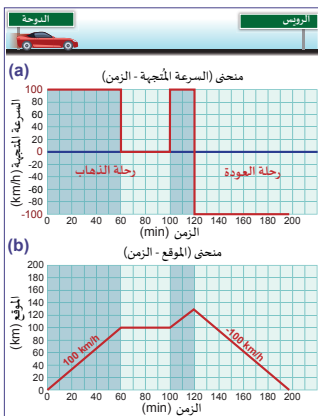 الدوحة
الرويس
(a)
منحنى (السرعة المُتجهة - الزمن)
السرعة المتجهة (km/h)
100
80
60
40
20
0
-20
-40
-60
-80
-100
رحلة الذهاب
رحلة العودة
0 20 40 60 80 100 120 140 160 180 200
الزمن (min)
(b)
منحنى (الموقع - الزمن)
الموقع (km)
200
180
160
140
120
100
80
60
40
20
0
100 km/h
-100 km/h
0 20 40 60 80 100 120 140 160 180 200
الزمن (min)